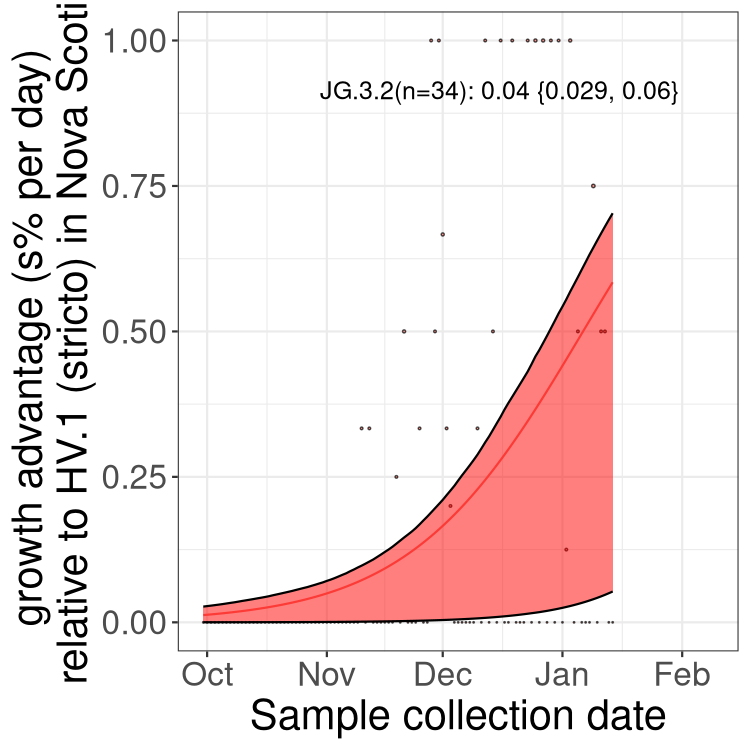 growth advantage (s% per day)
relative to HV.1 (stricto) in Nova Scoti
1.00
0.75
0.50
0.25
0.00
JG.3.2(n=34): 0.04 {0.029, 0.06}
Oct Nov Dec Jan Feb
Sample collection date